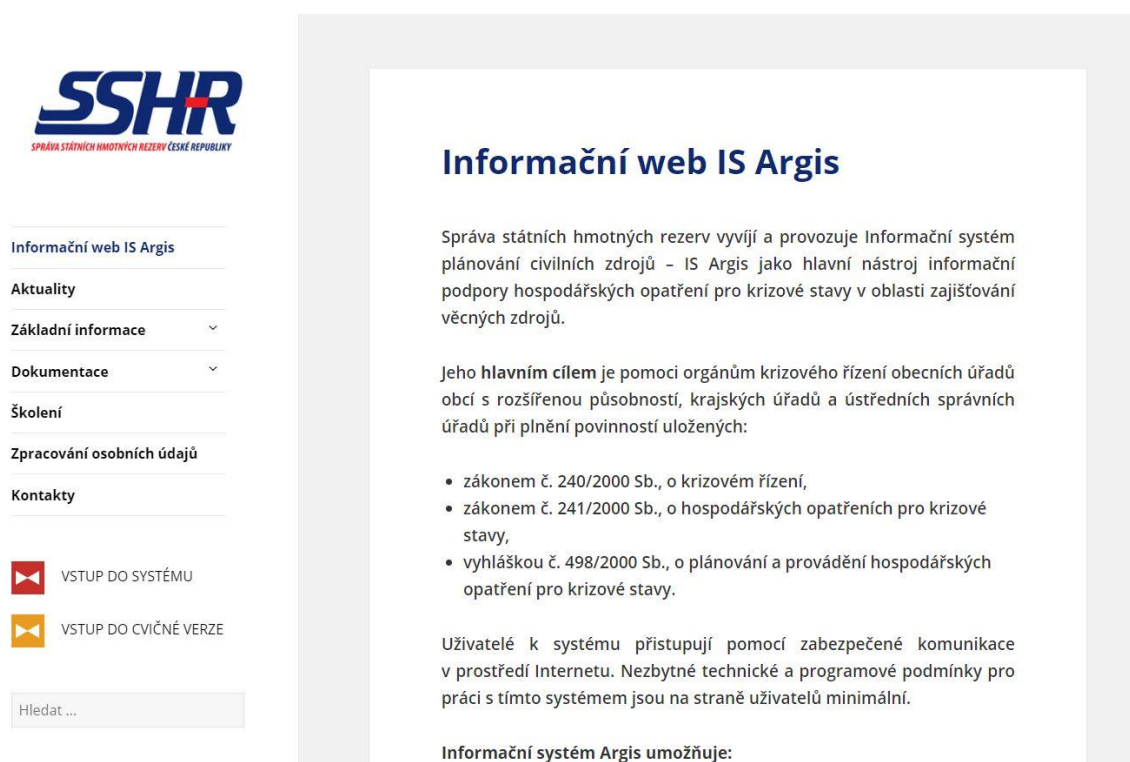 SSHR
SPRÁVA STÁTNÍCH HMOTNÝCH REZERV ČESKÉ REPUBLIKY
Informační web IS Argis
Aktuality
Základní informace
Dokumentace
Školení
Zpracování osobních údajů
Kontakty
VSTUP DO SYSTÉMU
VSTUP DO CVIČNÉ VERZE
Hledat ...
Informační web IS Argis
Správa státních hmotných rezerv vyvíjí a provozuje Informační systém
plánování civilních zdrojů – IS Argis jako hlavní nástroj informační
podpory hospodářských opatření pro krizové stavy v oblasti zajišťování
věcných zdrojů.
Jeho hlavním cílem je pomoci orgánům krizového řízení obecních úřadů
obcí s rozšířenou působností, krajských úřadů a ústředních správních
úřadů při plnění povinností uložených:
• zákonem č. 240/2000 Sb., o krizovém řízení,
• zákonem č. 241/2000 Sb., o hospodářských opatřeních pro krizové
stavy,
• vyhláškou č. 498/2000 Sb., o plánování a provádění hospodářských
opatření pro krizové stavy.
Uživatelé k systému přistupují pomocí zabezpečené komunikace
v prostředí Internetu. Nezbytné technické a programové podmínky pro
práci s tímto systémem jsou na straně uživatelů minimální.
Informační systém Argis umožňuje: